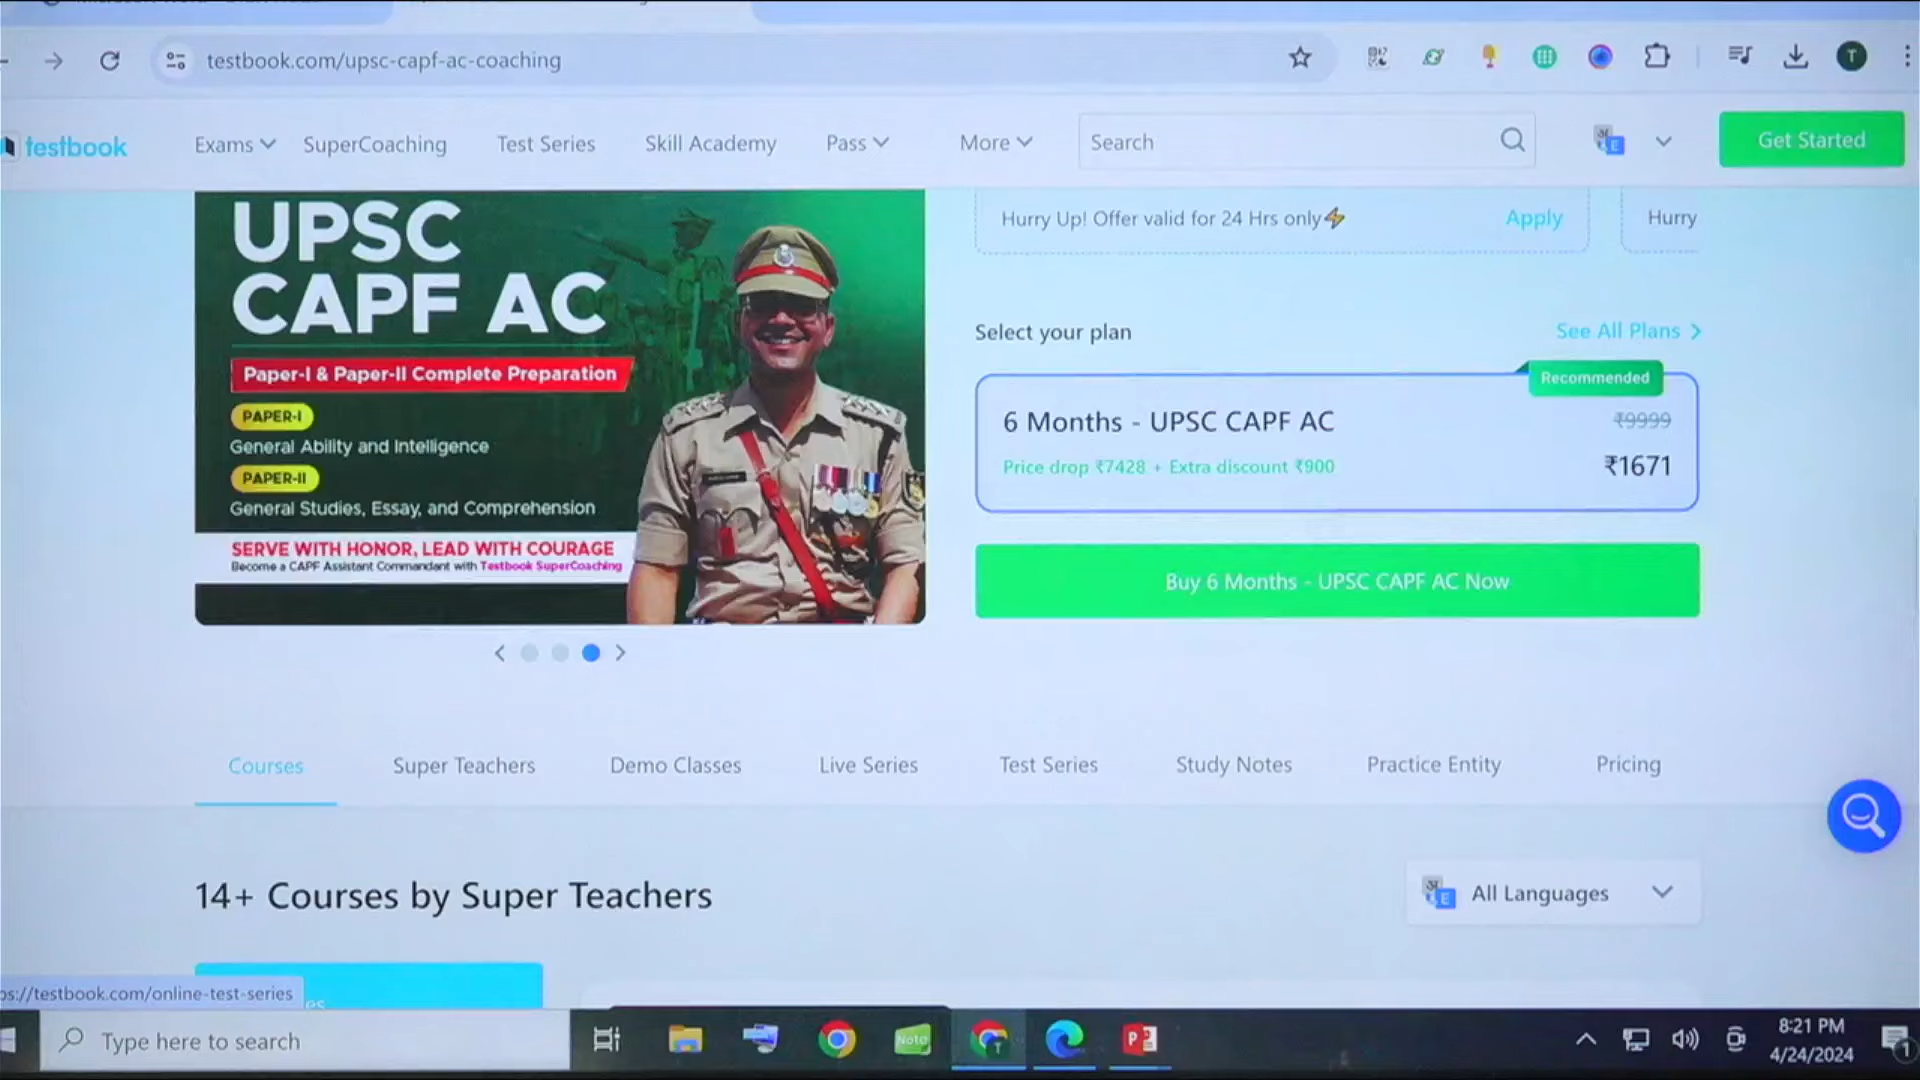 testbook.com/upsc-capf-ac-coaching
T
testbook
Exams
SuperCoaching
Test Series
Skill Academy
Pass
More
Search
Get Started
UPSC
CAPF AC
Paper-I & Paper-II Complete Preparation
PAPER-I
General Ability and Intelligence
PAPER-II
General Studies, Essay, and Comprehension
SERVE WITH HONOR, LEAD WITH COURAGE
Become a CAPF Assistant Commandant with Testbook SuperCoaching
Hurry Up! Offer valid for 24 Hrs only⚡ Apply
Hurry
Select your plan
See All Plans
Recommended
6 Months - UPSC CAPF AC ₹9999
Price drop ₹7428 + Extra discount ₹900 ₹1671
Buy 6 Months - UPSC CAPF AC Now
Courses
Super Teachers
Demo Classes
Live Series
Test Series
Study Notes
Practice Entity
Pricing
14+ Courses by Super Teachers
All Languages
ps://testbook.com/online-test-series
Type here to search
Note
8:21 PM
4/24/2024
1